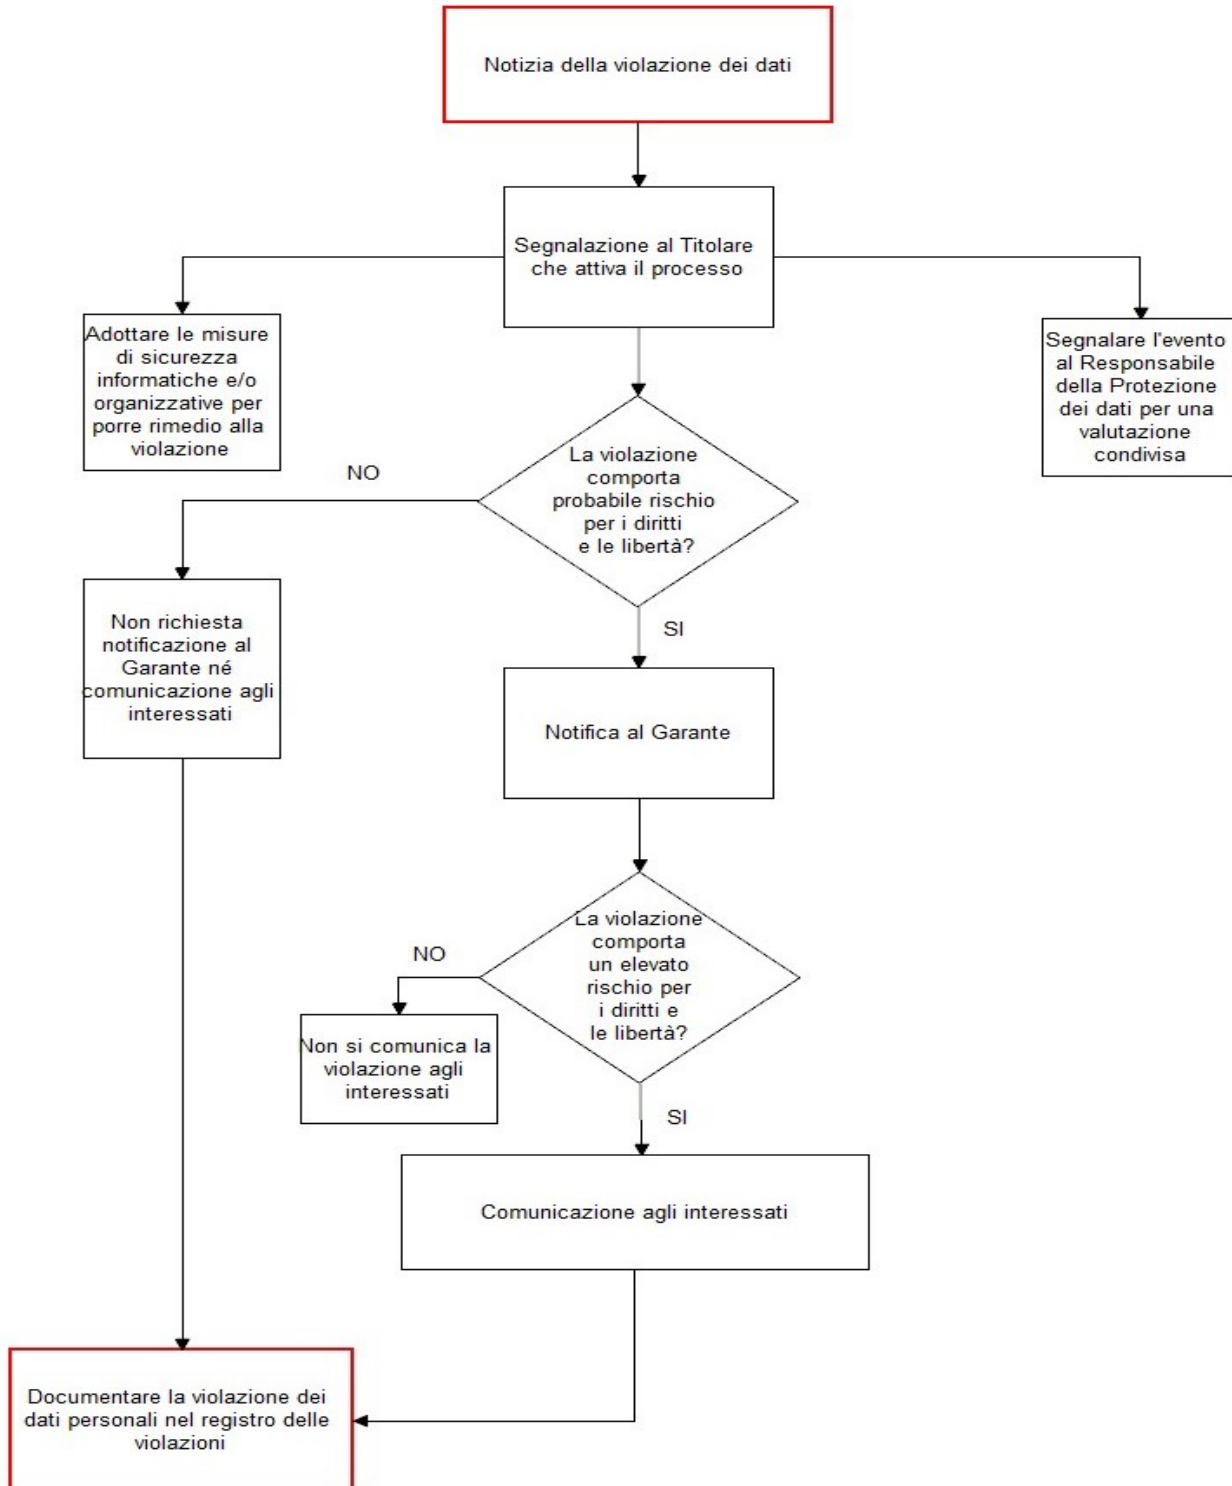 Notizia della violazione dei dati
Segnalazione al Titolare
che attiva il processo
Adottare le misure
di sicurezza
informatiche e/o
organizzative per
porre rimedio alla
violazione
Segnalare l'evento
al Responsabile
della Protezione
dei dati per una
valutazione
condivisa
La violazione
comporta
probabile rischio
per i diritti
e le libertà?
NO
SI
Non richiesta
notificazione al
Garante né
comunicazione agli
interessati
Notifica al Garante
La violazione
comporta
un elevato
rischio per
i diritti e
le libertà?
NO
Non si comunica la
violazione agli
interessati
SI
Comunicazione agli interessati
Documentare la violazione dei
dati personali nel registro delle
violazioni